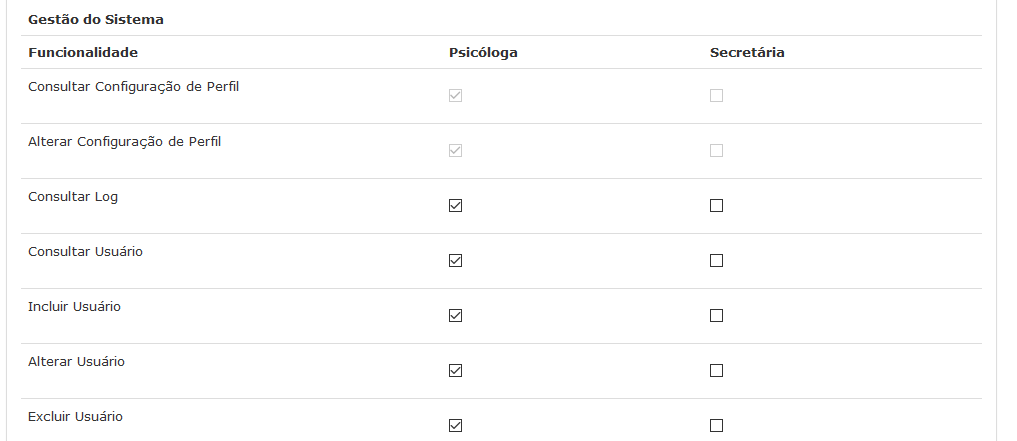 Gestão do Sistema
Funcionalidade Psicóloga Secretária
Consultar Configuração de Perfil
Alterar Configuração de Perfil
Consultar Log
Consultar Usuário
Incluir Usuário
Alterar Usuário
Excluir Usuário